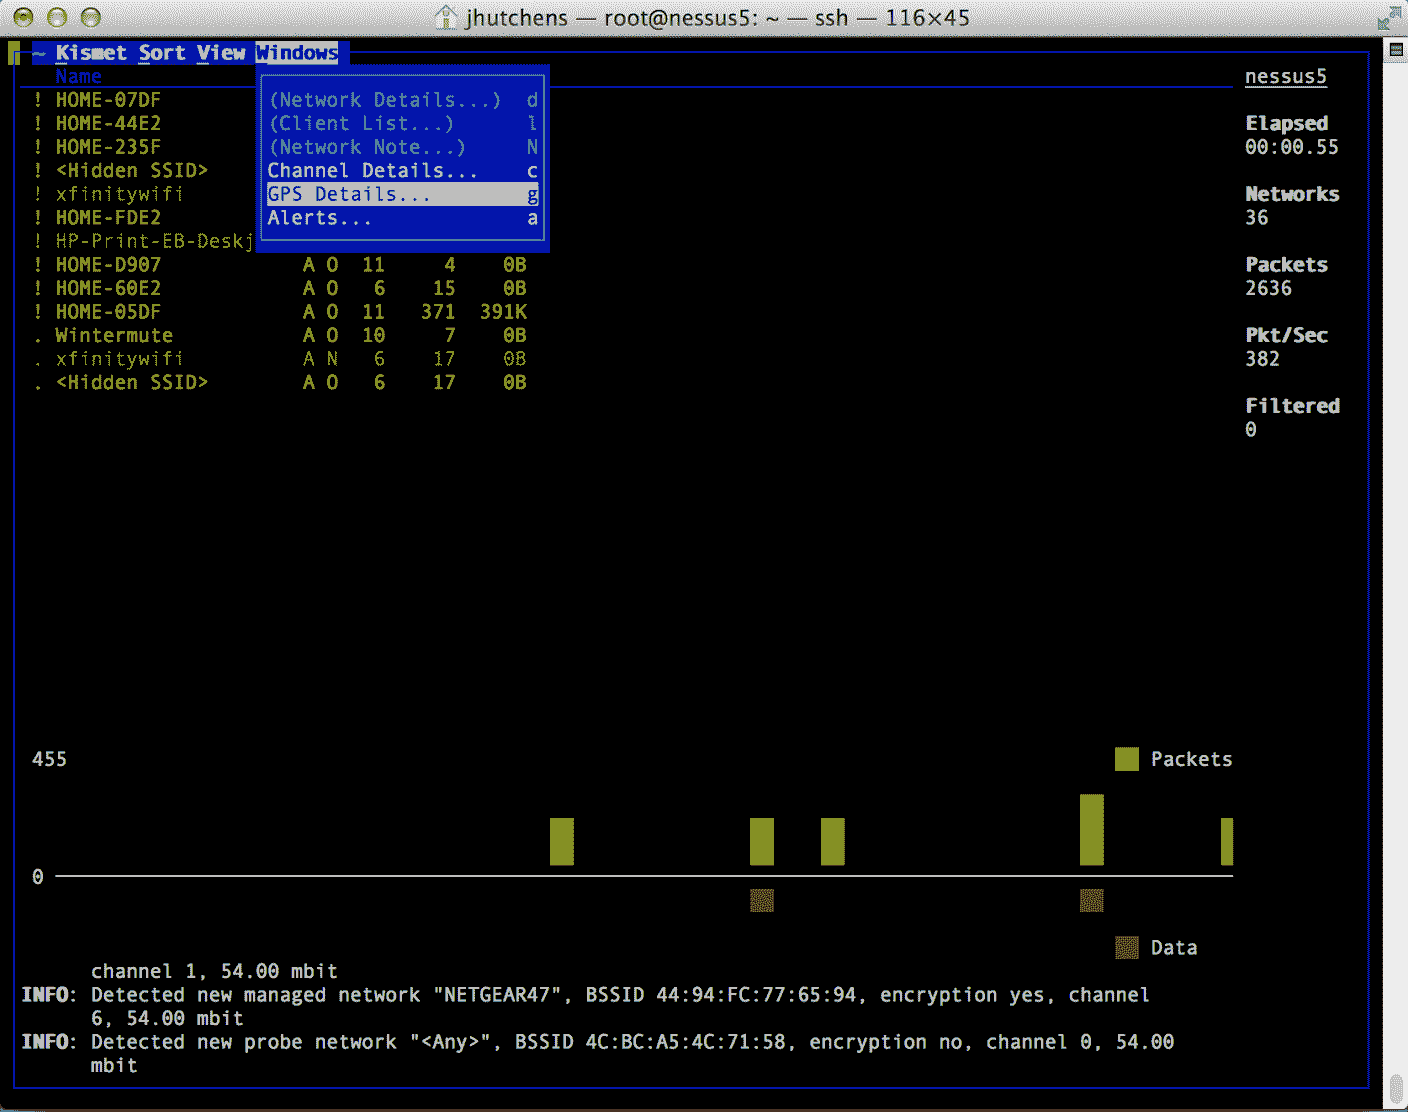 jhutchens — root@nessus5: ~ — ssh — 116×45
~ Kismet Sort View Windows
Name
nessus5
! HOME-07DF
(Network Details...) d
! HOME-44E2
(Client List...) l
Elapsed
! HOME-235F
(Network Note...) N
00:00.55
! <Hidden SSID>
Channel Details... c
! xfinitywifi
GPS Details... g
Networks
! HOME-FDE2
Alerts... a
36
! HP-Print-EB-Deskj
! HOME-D907 A O 11 4 0B
Packets
! HOME-60E2 A O 6 15 0B
2636
! HOME-05DF A O 11 371 391K
. Wintermute A O 10 7 0B
Pkt/Sec
. xfinitywifi A N 6 17 0B
382
. <Hidden SSID> A O 6 17 0B
Filtered
0
455
Packets
0
Data
channel 1, 54.00 mbit
INFO: Detected new managed network "NETGEAR47", BSSID 44:94:FC:77:65:94, encryption yes, channel
6, 54.00 mbit
INFO: Detected new probe network "<Any>", BSSID 4C:BC:A5:4C:71:58, encryption no, channel 0, 54.00
mbit